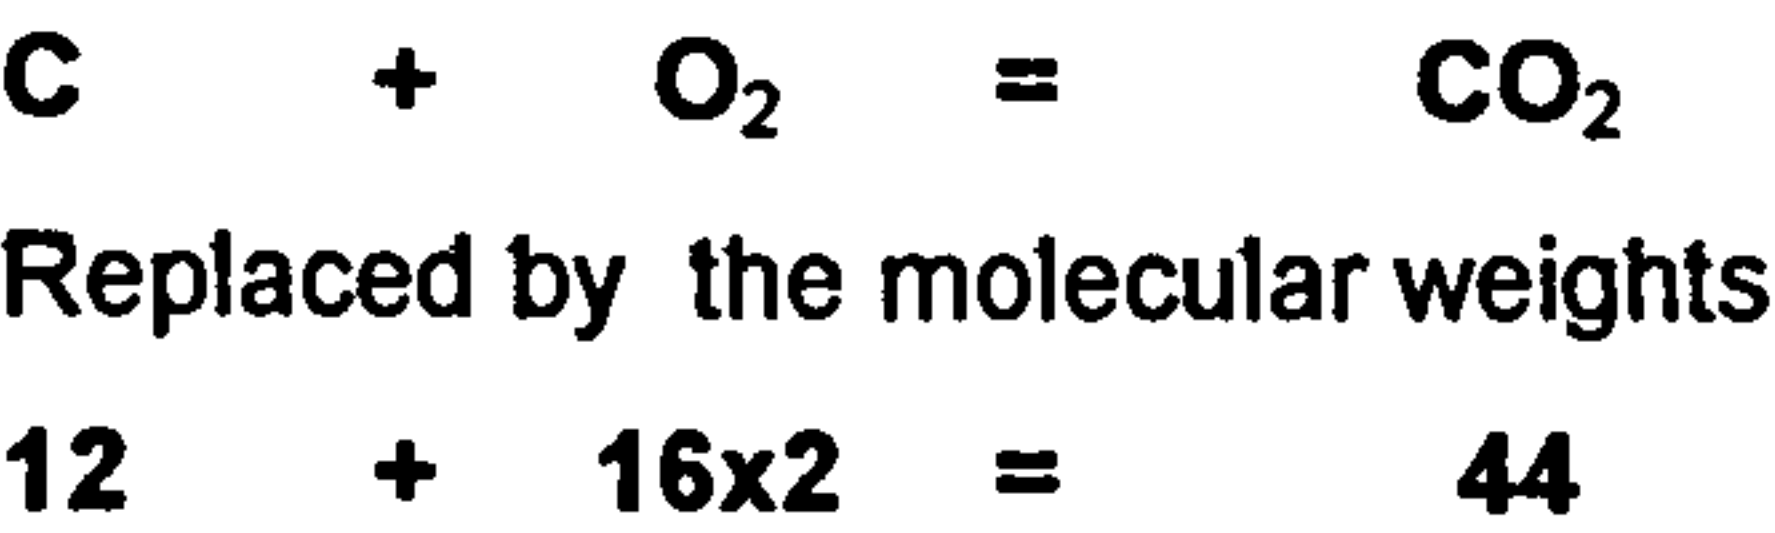 C + O₂ = CO₂
Replaced by the molecular weights
12 + 16x2 = 44